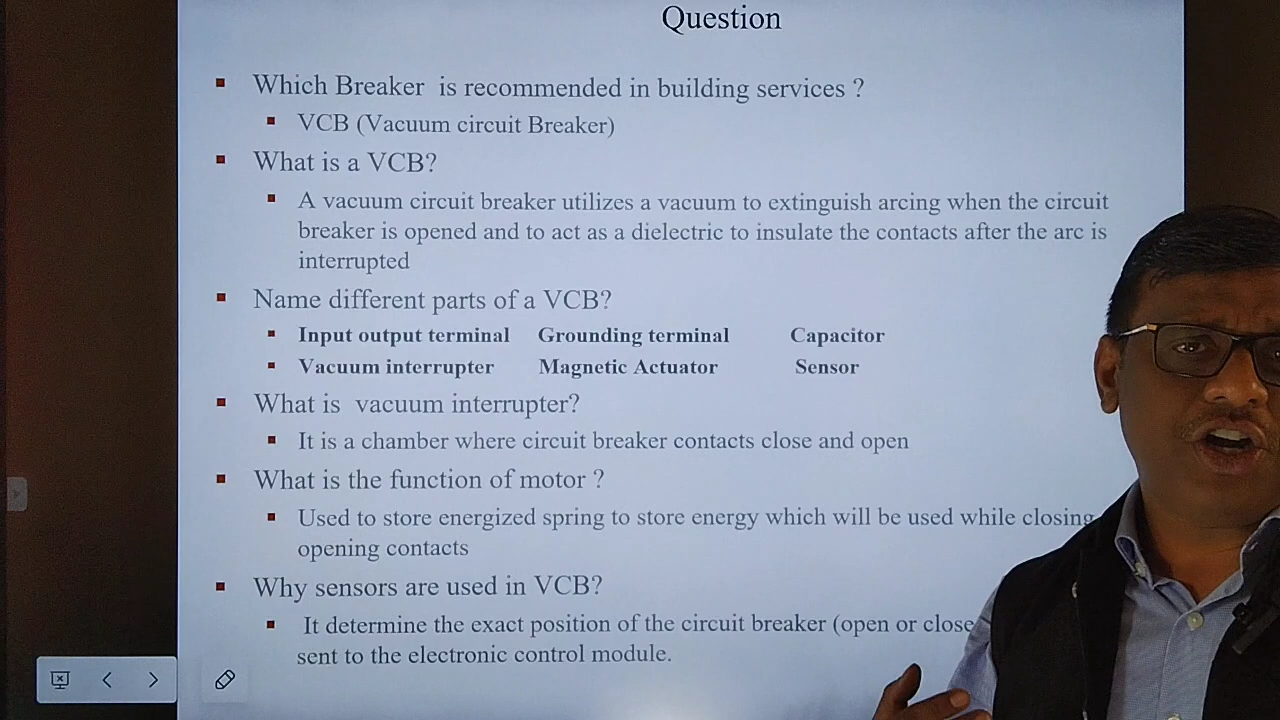 Question
Which Breaker is recommended in building services ?
VCB (Vacuum circuit Breaker)
What is a VCB?
A vacuum circuit breaker utilizes a vacuum to extinguish arcing when the circuit
breaker is opened and to act as a dielectric to insulate the contacts after the arc is
interrupted
Name different parts of a VCB?
Input output terminal Grounding terminal Capacitor
Vacuum interrupter Magnetic Actuator Sensor
What is vacuum interrupter?
It is a chamber where circuit breaker contacts close and open
What is the function of motor ?
Used to store energized spring to store energy which will be used while closing
opening contacts
Why sensors are used in VCB?
It determine the exact position of the circuit breaker (open or close
sent to the electronic control module.